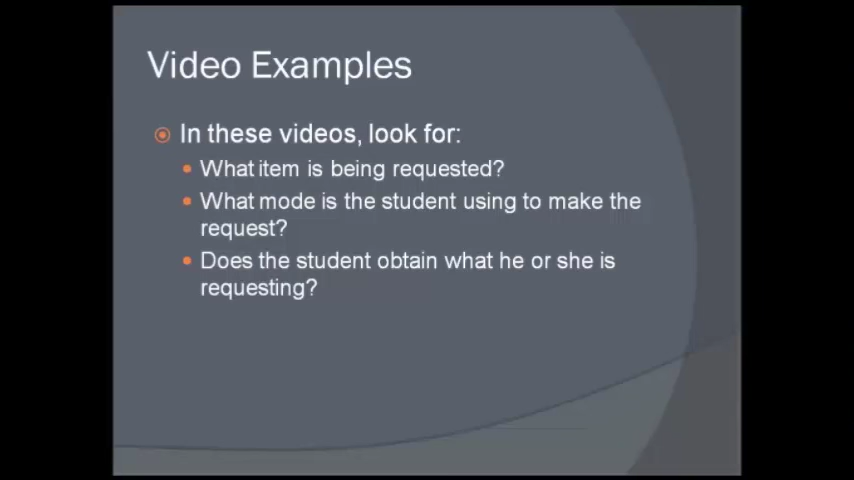 Video Examples
In these videos, look for:
What item is being requested?
What mode is the student using to make the
request?
Does the student obtain what he or she is
requesting?